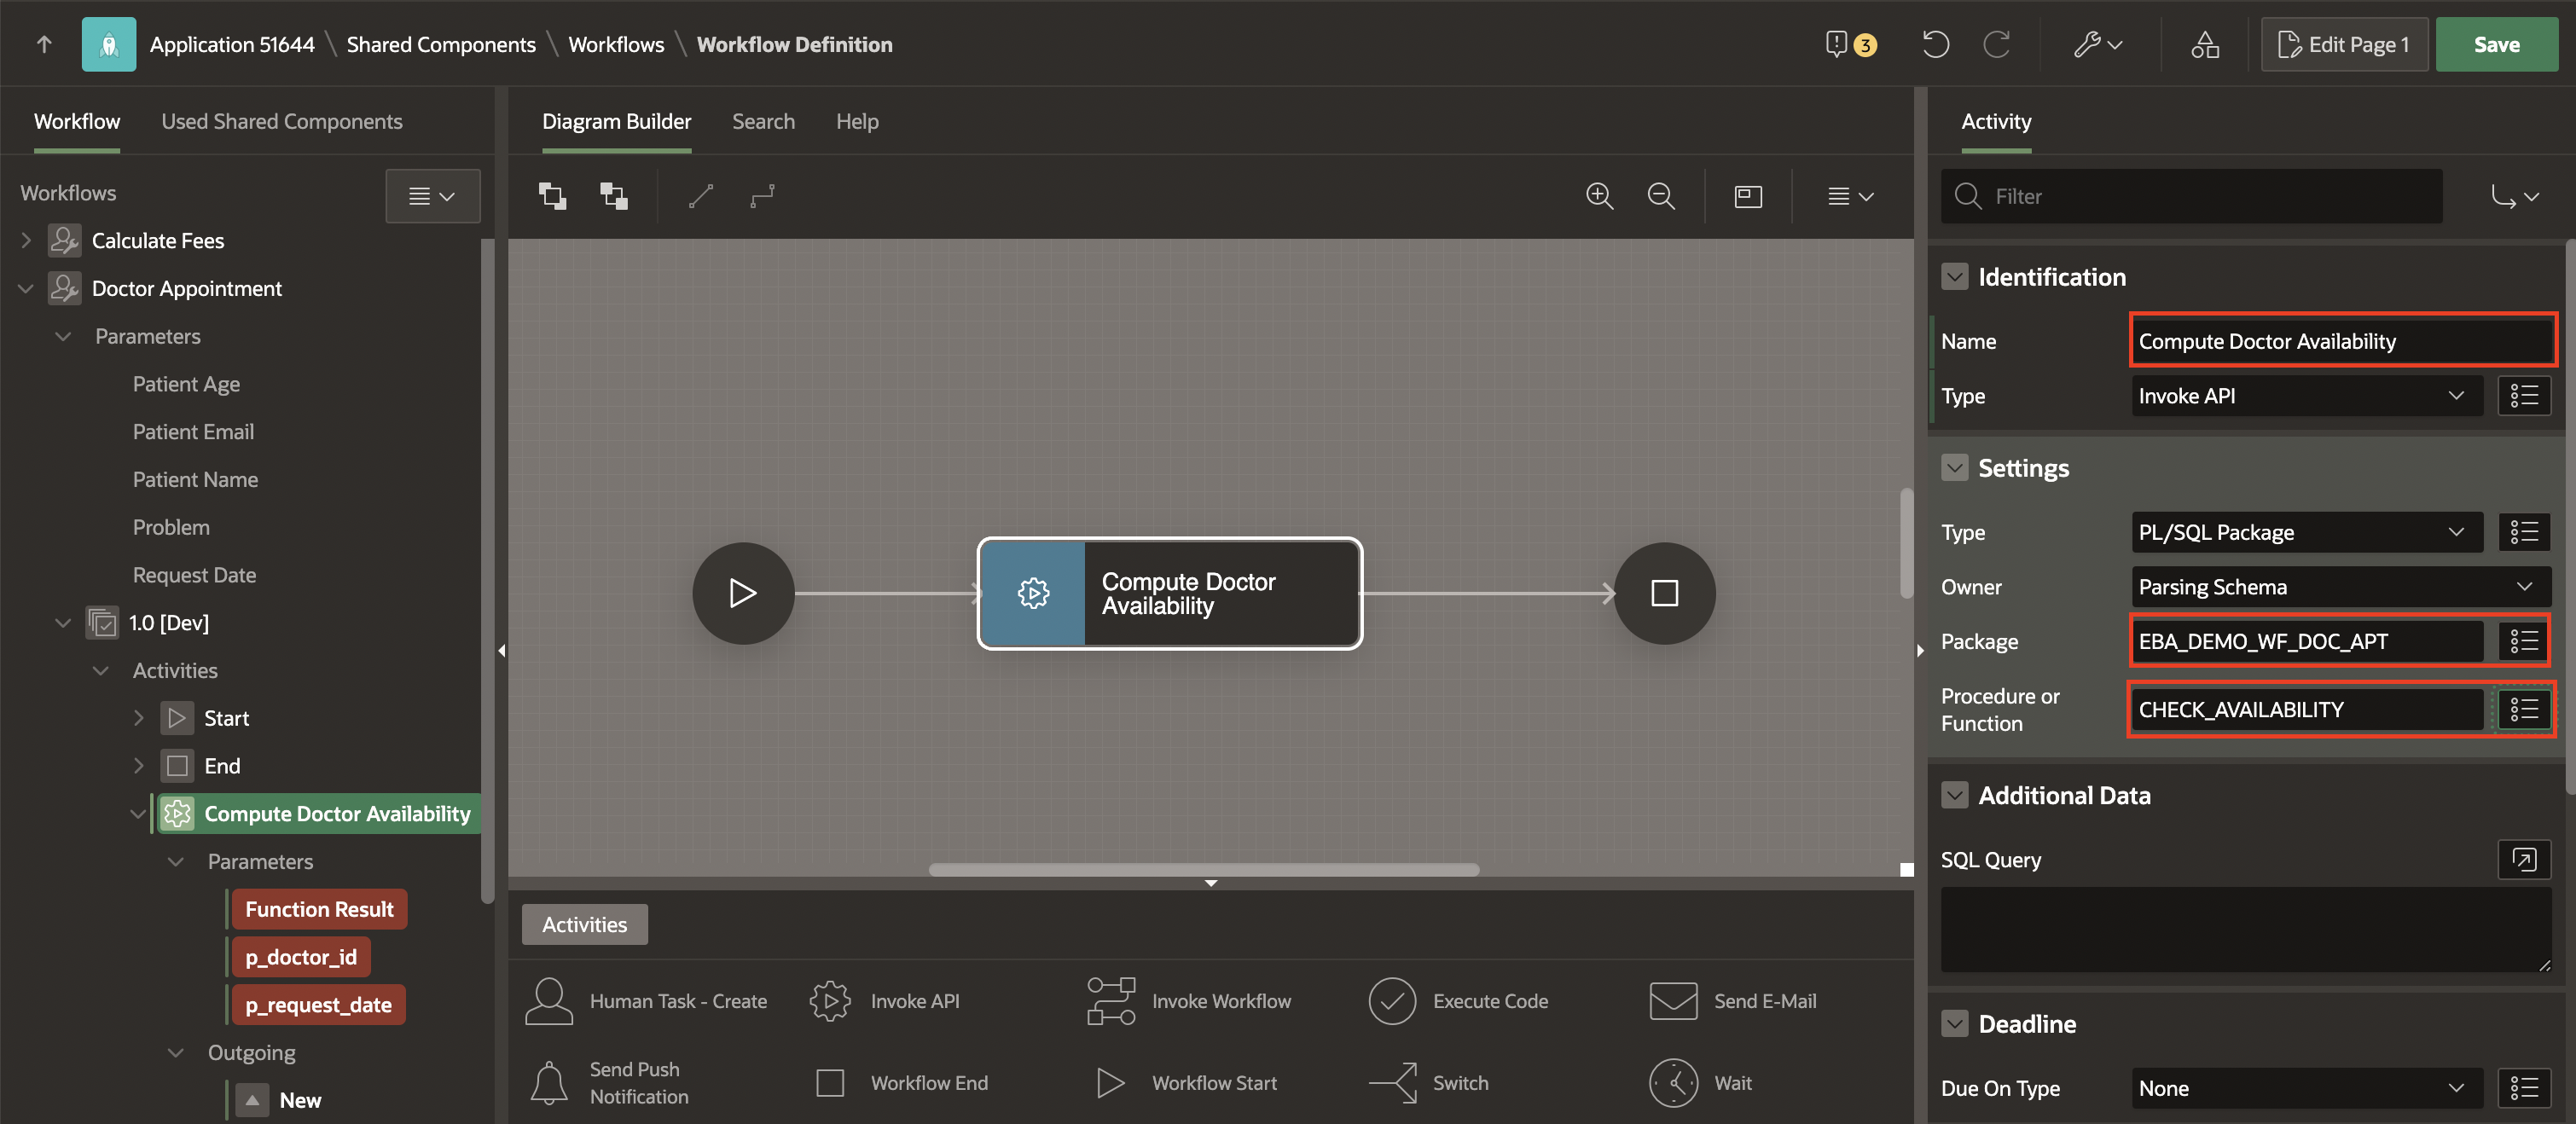 Application 51644 \ Shared Components \ Workflows \ Workflow Definition
3
Edit Page 1
Save
Workflow
Used Shared Components
Workflows
Calculate Fees
Doctor Appointment
Parameters
Patient Age
Patient Email
Patient Name
Problem
Request Date
1.0 [Dev]
Activities
Start
End
Compute Doctor Availability
Parameters
Function Result
p_doctor_id
p_request_date
Outgoing
New
Diagram Builder
Search
Help
Compute Doctor
Availability
Activities
Human Task - Create
Invoke API
Invoke Workflow
Execute Code
Send E-Mail
Send Push
Notification
Workflow End
Workflow Start
Switch
Wait
Activity
Filter
Identification
Name
Compute Doctor Availability
Type
Invoke API
Settings
Type
PL/SQL Package
Owner
Parsing Schema
Package
EBA_DEMO_WF_DOC_APT
Procedure or
Function
CHECK_AVAILABILITY
Additional Data
SQL Query
Deadline
Due On Type
None